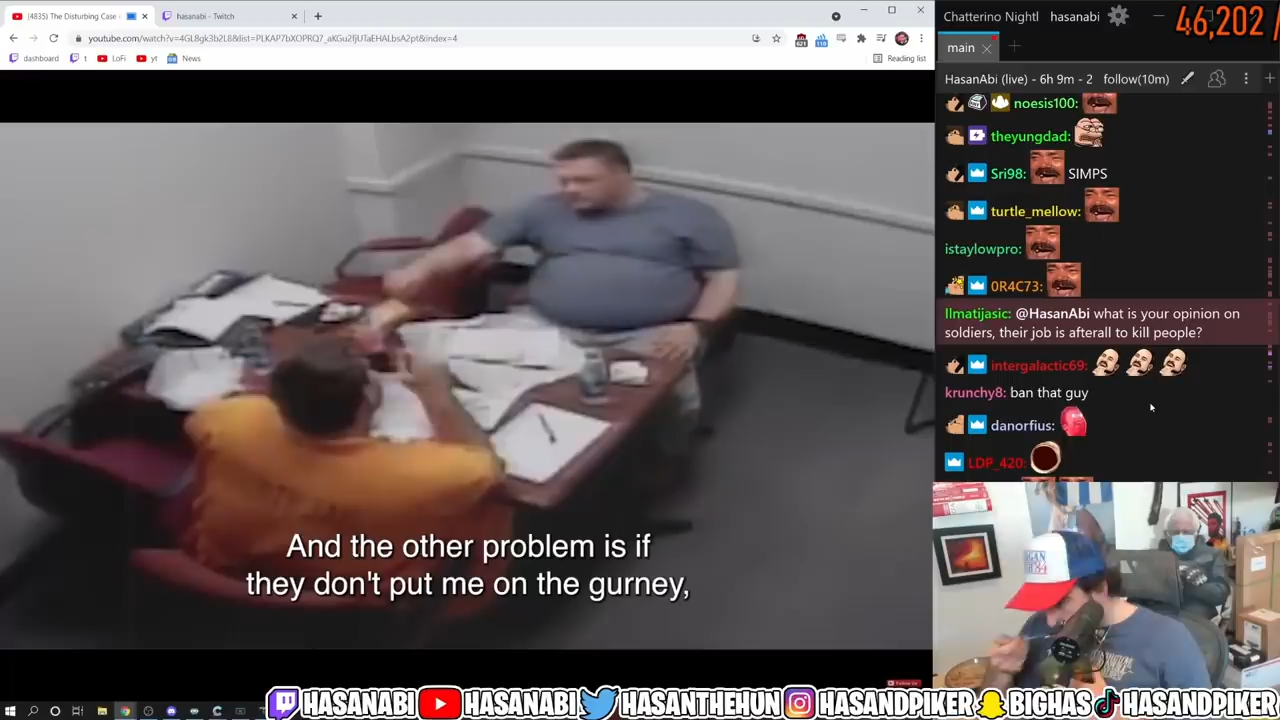 (4835) The Disturbing Case
hasanabi - Twitch
youtube.com/watch?v=4GL8gk3b2L8&list=PLKAP7bXOPRQ7_aKGu2fjUTaEHALbsA2pt&index=4
dashboard
t
LoFi
yt
News
Reading list
Chatterino Nightl
hasanabi
46,202 /
main
HasanAbi (live) - 6h 9m - 2
follow(10m)
noesis100:
theyungdad:
Sri98: SIMPS
turtle_mellow:
istaylowpro:
0R4C73:
Ilmatijasic: @HasanAbi what is your opinion on
soldiers, their job is afterall to kill people?
intergalactic69:
krunchy8: ban that guy
danorfius:
LDP_420:
And the other problem is if
they don't put me on the gurney,
HASANABI HASANABI HASANTHEHUN HASANDPIKER BIGHAS HASANDPIKER